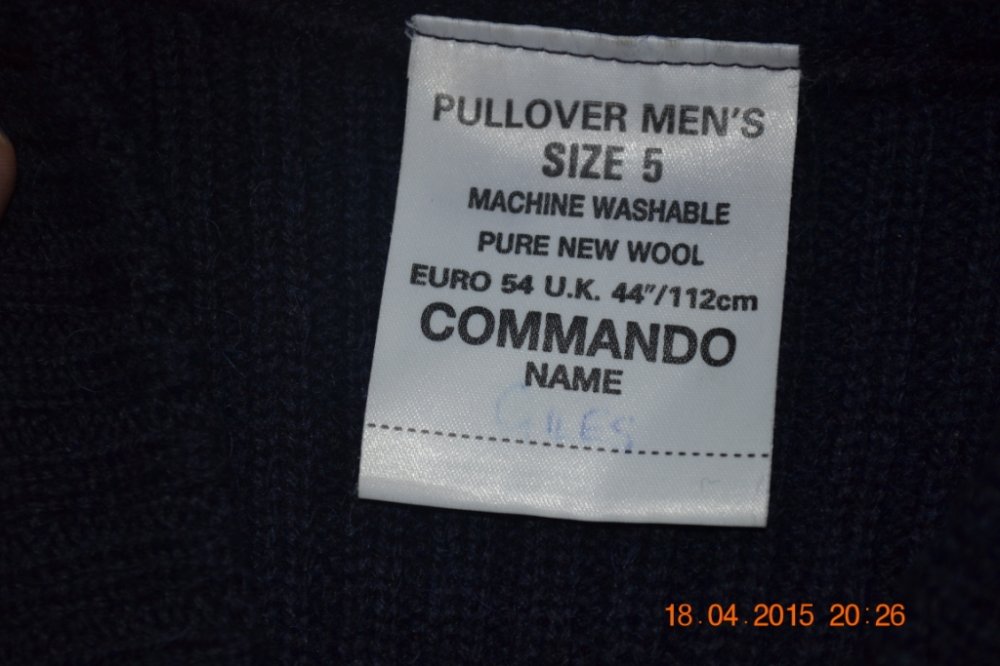 PULLOVER MEN'S
SIZE 5
MACHINE WASHABLE
PURE NEW WOOL
EURO 54 U.K. 44"/112cm
COMMANDO
NAME
GILES
18.04.2015 20:26